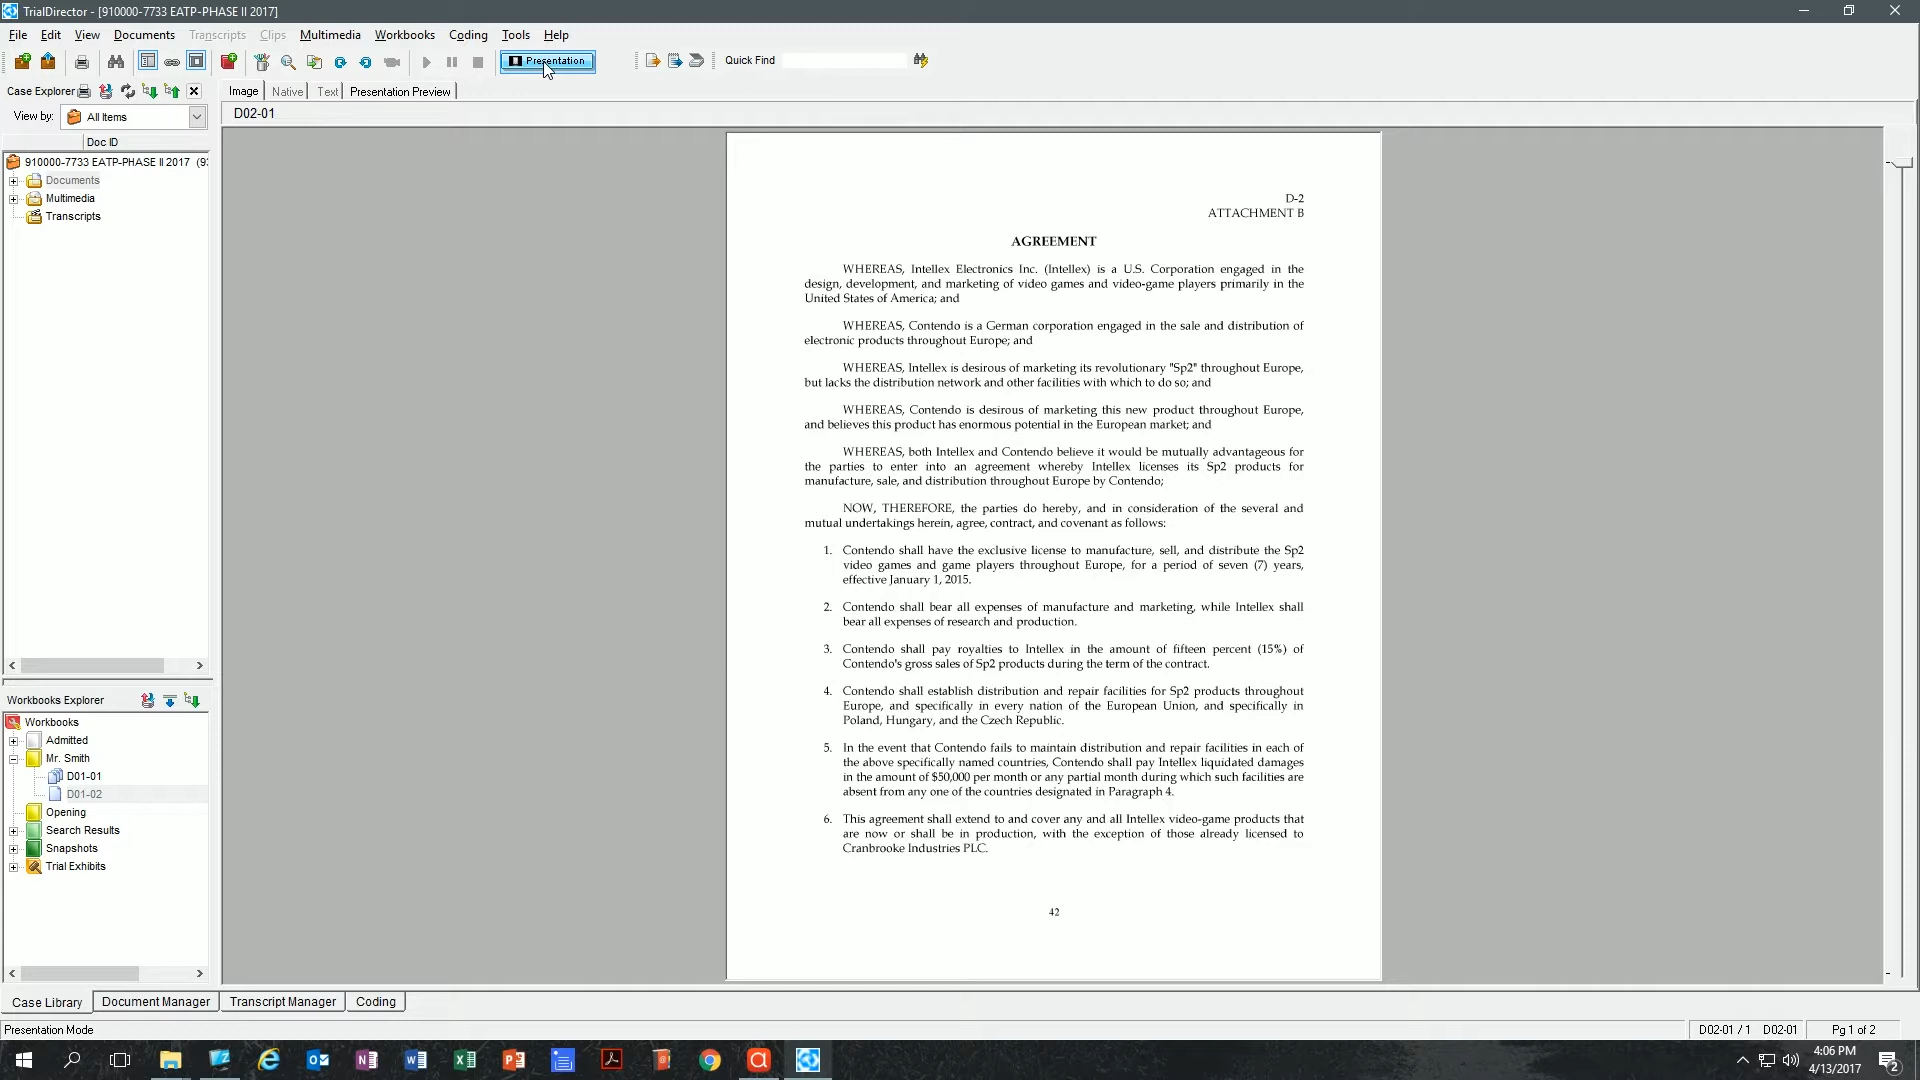 TrialDirector - [910000-7733 EATP-PHASE II 2017]
File Edit View Documents Transcripts Clips Multimedia Workbooks Coding Tools Help
Presentation Quick Find
Case Explorer Image Native Text Presentation Preview
View by: All Items D02-01
Doc ID
910000-7733 EATP-PHASE II 2017 (93
Documents
Multimedia
Transcripts
Workbooks Explorer
Workbooks
Admitted
Mr. Smith
D01-01
D01-02
Opening
Search Results
Snapshots
Trial Exhibits
D-2
ATTACHMENT B
AGREEMENT
WHEREAS, Intellex Electronics Inc. (Intellex) is a U.S. Corporation engaged in the
design, development, and marketing of video games and video-game players primarily in the
United States of America; and
WHEREAS, Contendo is a German corporation engaged in the sale and distribution of
electronic products throughout Europe; and
WHEREAS, Intellex is desirous of marketing its revolutionary "Sp2" throughout Europe,
but lacks the distribution network and other facilities with which to do so; and
WHEREAS, Contendo is desirous of marketing this new product throughout Europe,
and believes this product has enormous potential in the European market; and
WHEREAS, both Intellex and Contendo believe it would be mutually advantageous for
the parties to enter into an agreement whereby Intellex licenses its Sp2 products for
manufacture, sale, and distribution throughout Europe by Contendo;
NOW, THEREFORE, the parties do hereby, and in consideration of the several and
mutual undertakings herein, agree, contract, and covenant as follows:
1. Contendo shall have the exclusive license to manufacture, sell, and distribute the Sp2
video games and game players throughout Europe, for a period of seven (7) years,
effective January 1, 2015.
2. Contendo shall bear all expenses of manufacture and marketing, while Intellex shall
bear all expenses of research and production.
3. Contendo shall pay royalties to Intellex in the amount of fifteen percent (15%) of
Contendo's gross sales of Sp2 products during the term of the contract.
4. Contendo shall establish distribution and repair facilities for Sp2 products throughout
Europe, and specifically in every nation of the European Union, and specifically in
Poland, Hungary, and the Czech Republic.
5. In the event that Contendo fails to maintain distribution and repair facilities in each of
the above specifically named countries, Contendo shall pay Intellex liquidated damages
in the amount of $50,000 per month or any partial month during which such facilities are
absent from any one of the countries designated in Paragraph 4.
6. This agreement shall extend to and cover any and all Intellex video-game products that
are now or shall be in production, with the exception of those already licensed to
Cranbrooke Industries PLC.
42
Case Library Document Manager Transcript Manager Coding
Presentation Mode D02-01 / 1 D02-01 Pg 1 of 2
4:06 PM
4/13/2017
2